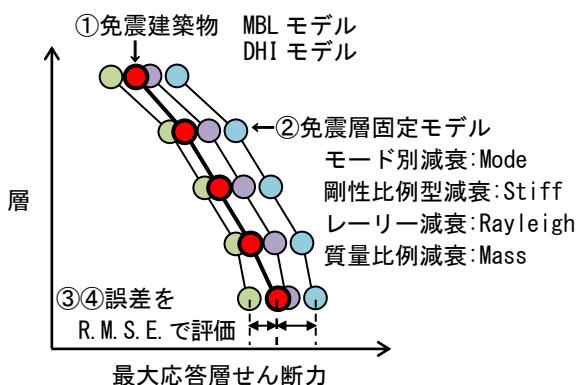 ①免震建築物 MBL モデル
DHI モデル
←②免震層固定モデル
モード別減衰:Mode
剛性比例型減衰:Stiff
レーリー減衰:Rayleigh
質量比例減衰:Mass
層
③④誤差を
R.M.S.E.で評価
最大応答層せん断力